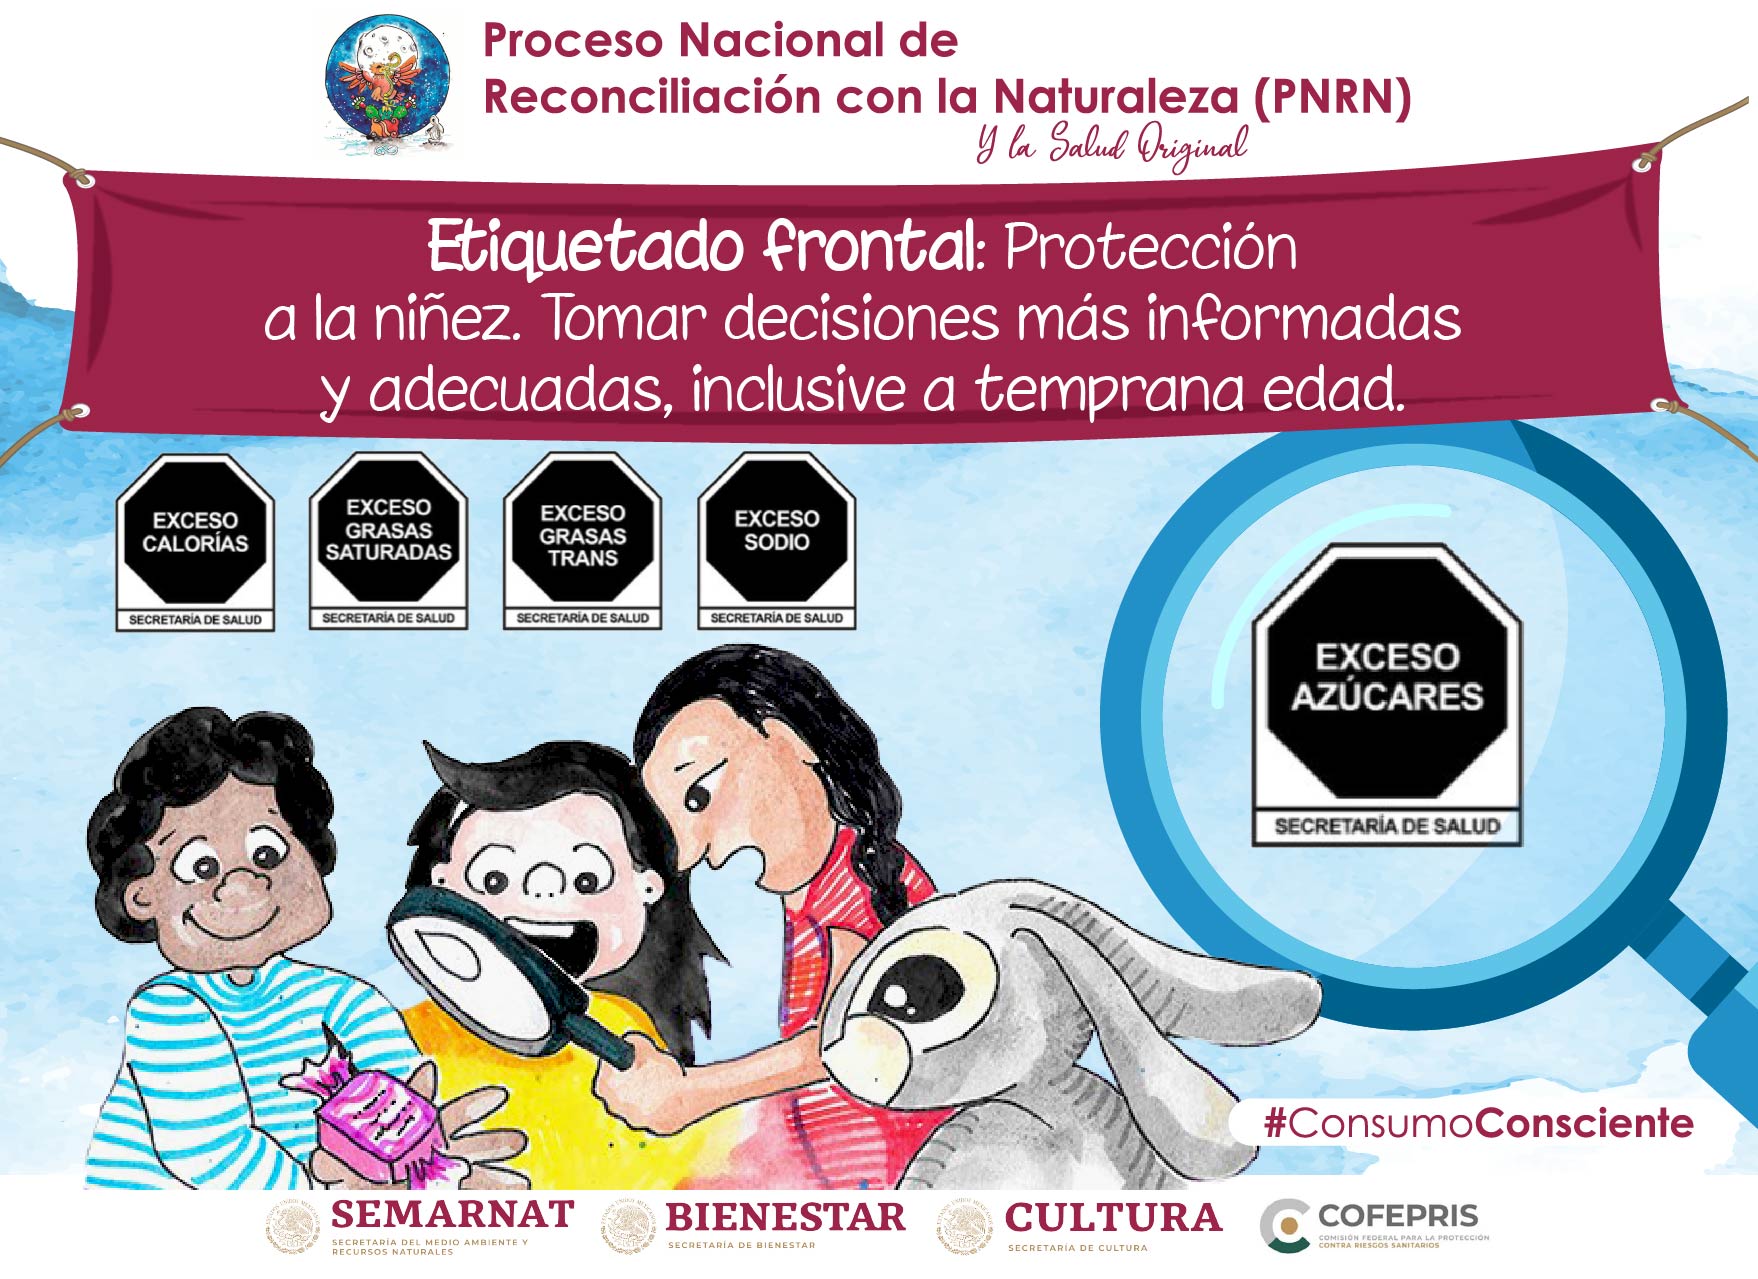 Proceso Nacional de
Reconciliación con la Naturaleza (PNRN)
Y la Salud Original
Etiquetado frontal: Protección
a la niñez. Tomar decisiones más informadas
y adecuadas, inclusive a temprana edad.
EXCESO
CALORÍAS
SECRETARÍA DE SALUD
EXCESO
GRASAS
SATURADAS
SECRETARÍA DE SALUD
EXCESO
GRASAS
TRANS
SECRETARÍA DE SALUD
EXCESO
SODIO
SECRETARÍA DE SALUD
EXCESO
AZÚCARES
SECRETARÍA DE SALUD
#ConsumoConsciente
SEMARNAT
SECRETARÍA DEL MEDIO AMBIENTE Y
RECURSOS NATURALES
BIENESTAR
SECRETARÍA DE BIENESTAR
CULTURA
SECRETARÍA DE CULTURA
COFEPRIS
COMISIÓN FEDERAL PARA LA PROTECCIÓN
CONTRA RIESGOS SANITARIOS